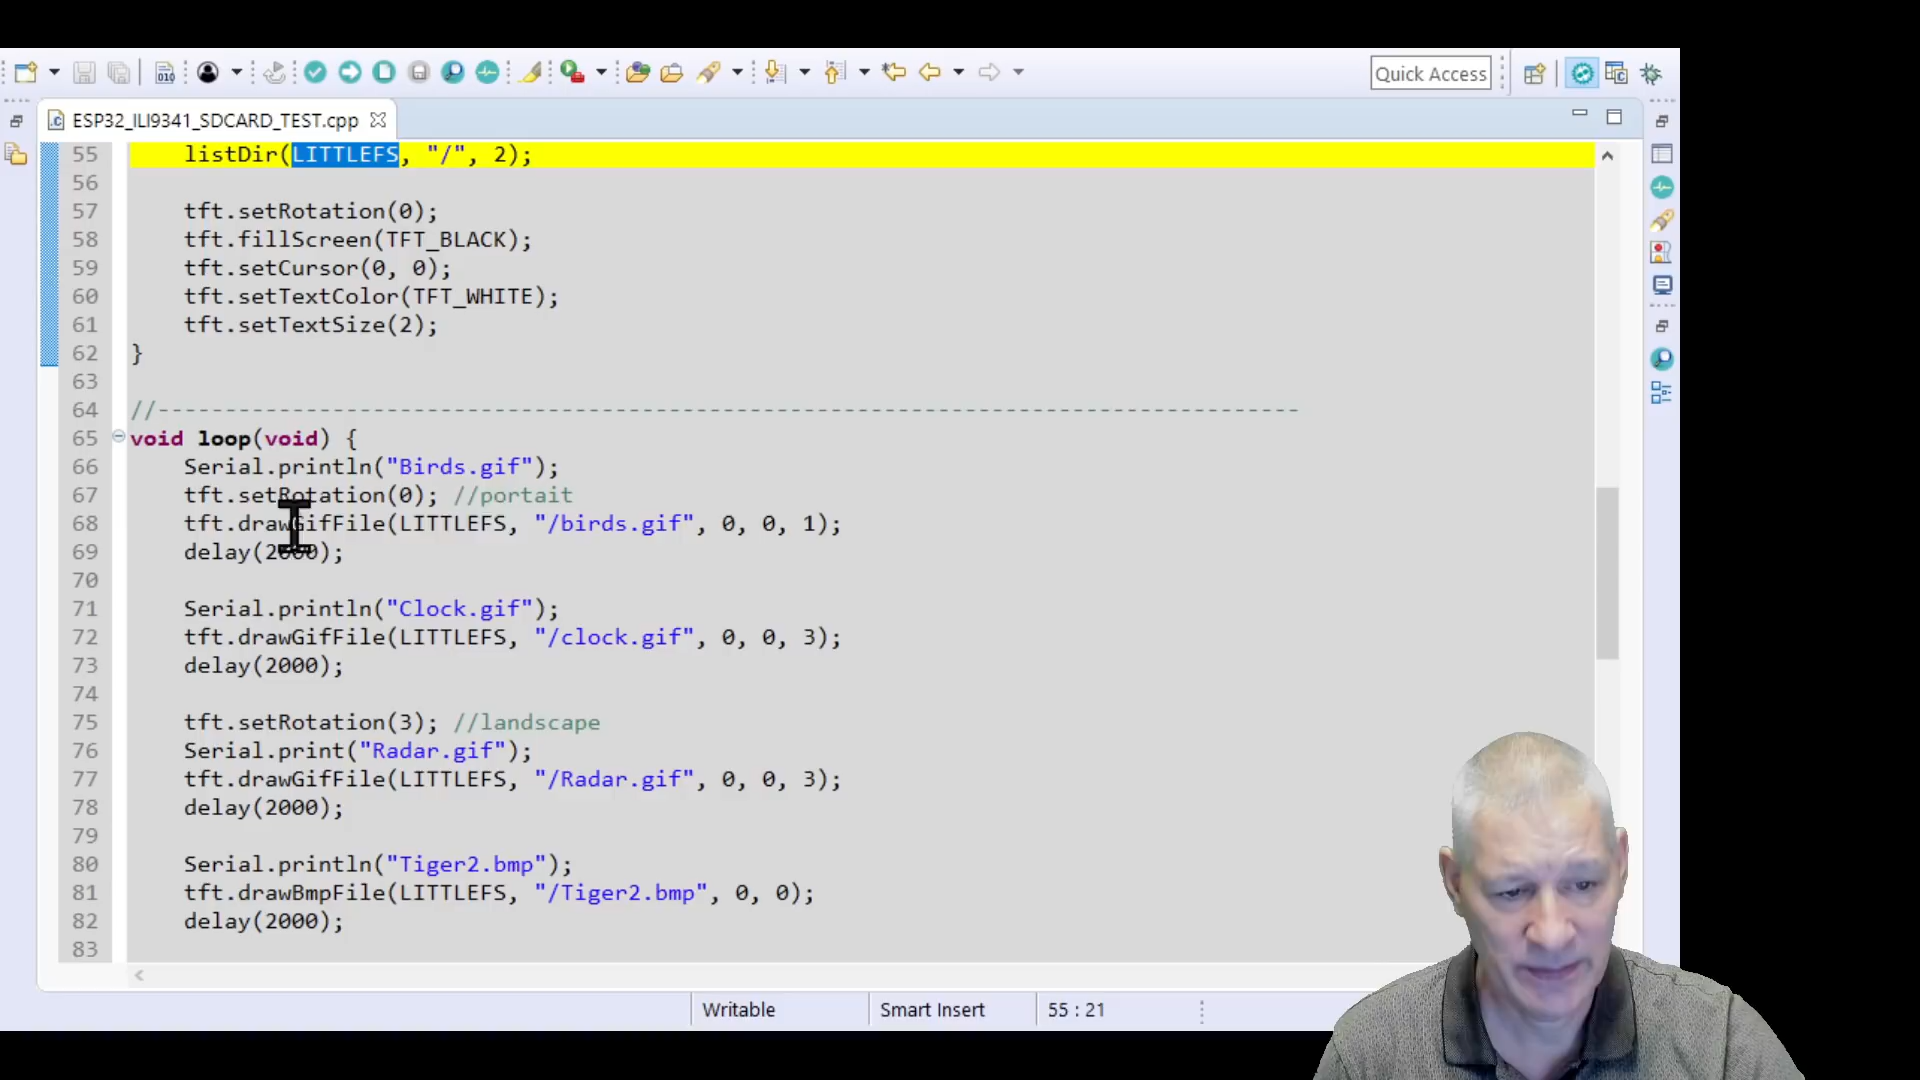 Quick Access
ESP32_ILI9341_SDCARD_TEST.cpp
55 listDir(LITTLEFS, "/", 2);
56
57 tft.setRotation(0);
58 tft.fillScreen(TFT_BLACK);
59 tft.setCursor(0, 0);
60 tft.setTextColor(TFT_WHITE);
61 tft.setTextSize(2);
62 }
63
64 //-------------------------------------------------------------------------------------
65 void loop(void) {
66 Serial.println("Birds.gif");
67 tft.setRotation(0); //portait
68 tft.drawGifFile(LITTLEFS, "/birds.gif", 0, 0, 1);
69 delay(2000);
70
71 Serial.println("Clock.gif");
72 tft.drawGifFile(LITTLEFS, "/clock.gif", 0, 0, 3);
73 delay(2000);
74
75 tft.setRotation(3); //landscape
76 Serial.print("Radar.gif");
77 tft.drawGifFile(LITTLEFS, "/Radar.gif", 0, 0, 3);
78 delay(2000);
79
80 Serial.println("Tiger2.bmp");
81 tft.drawBmpFile(LITTLEFS, "/Tiger2.bmp", 0, 0);
82 delay(2000);
83
Writable Smart Insert 55 : 21